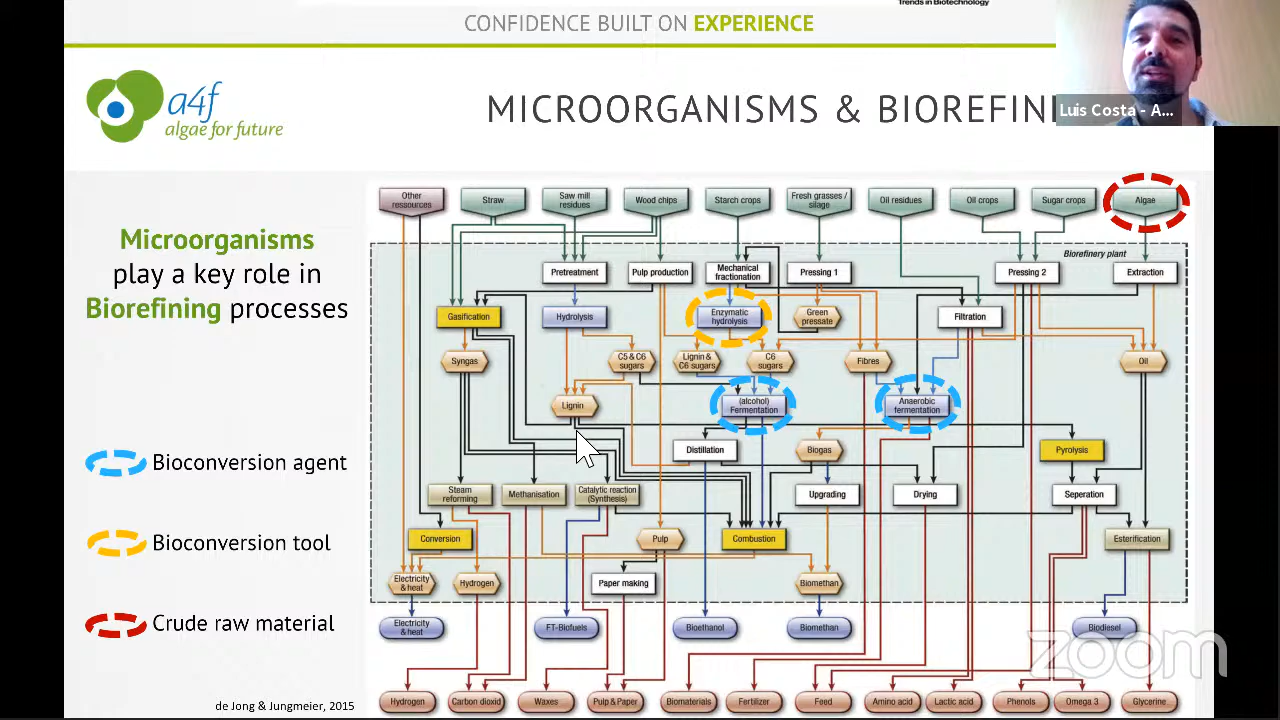 Trends in Biotechnology
CONFIDENCE BUILT ON EXPERIENCE
a4f
algae for future
MICROORGANISMS & BIOREFINI
Luis Costa - A...
Microorganisms
play a key role in
Biorefining processes
Bioconversion agent
Bioconversion tool
Crude raw material
de Jong & Jungmeier, 2015
Other
ressources
Straw
Saw mill
residues
Wood chips
Starch crops
Fresh grasses /
silage
Oil residues
Oil crops
Sugar crops
Algae
Biorefinery plant
Pretreatment
Pulp production
Mechanical
fractionation
Pressing 1
Pressing 2
Extraction
Gasification
Hydrolysis
Enzymatic
hydrolysis
Green
pressate
Filtration
Syngas
C5 & C6
sugars
Lignin &
C6 sugars
C6
sugars
Fibres
Oil
Lignin
(alcohol)
Fermentation
Anaerobic
fermentation
Distillation
Biogas
Pyrolysis
Steam
reforming
Methanisation
Catalytic reaction
(Synthesis)
Upgrading
Drying
Seperation
Conversion
Pulp
Combustion
Esterification
Electricity
& heat
Hydrogen
Paper making
Biomethan
Electricity
& heat
FT-Biofuels
Bioethanol
Biomethan
Biodiesel
zoom
Hydrogen
Carbon dioxid
Waxes
Pulp & Paper
Biomaterials
Fertilizer
Feed
Amino acid
Lactic acid
Phenols
Omega 3
Glycerine